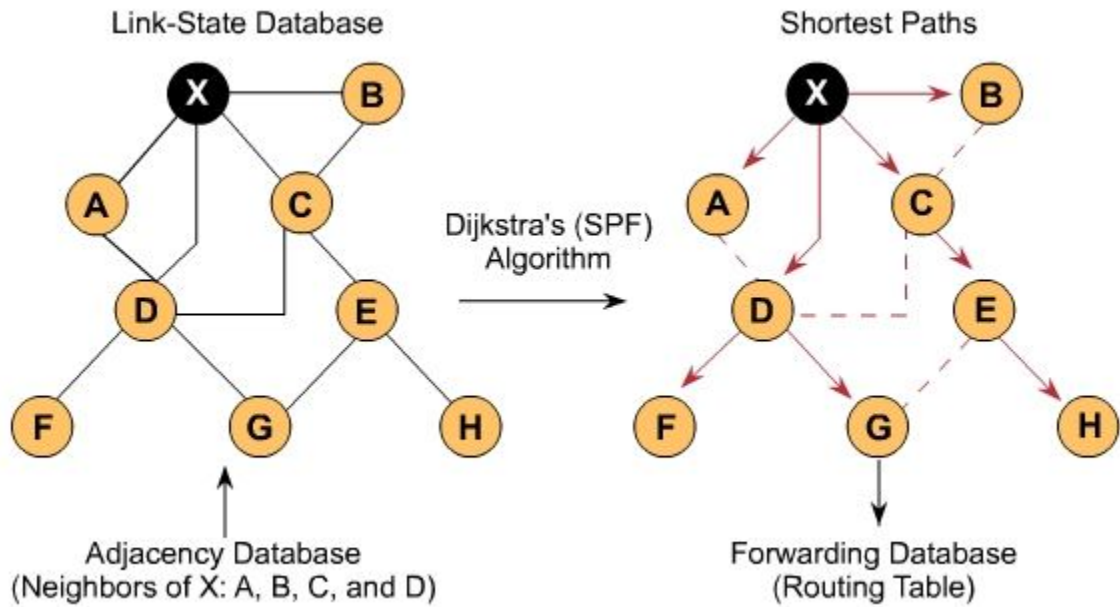 Link-State Database
Shortest Paths
X
B
X
B
A
C
A
C
Dijkstra's (SPF)
Algorithm
D
E
D
E
F
G
H
F
G
H
Adjacency Database
(Neighbors of X: A, B, C, and D)
Forwarding Database
(Routing Table)